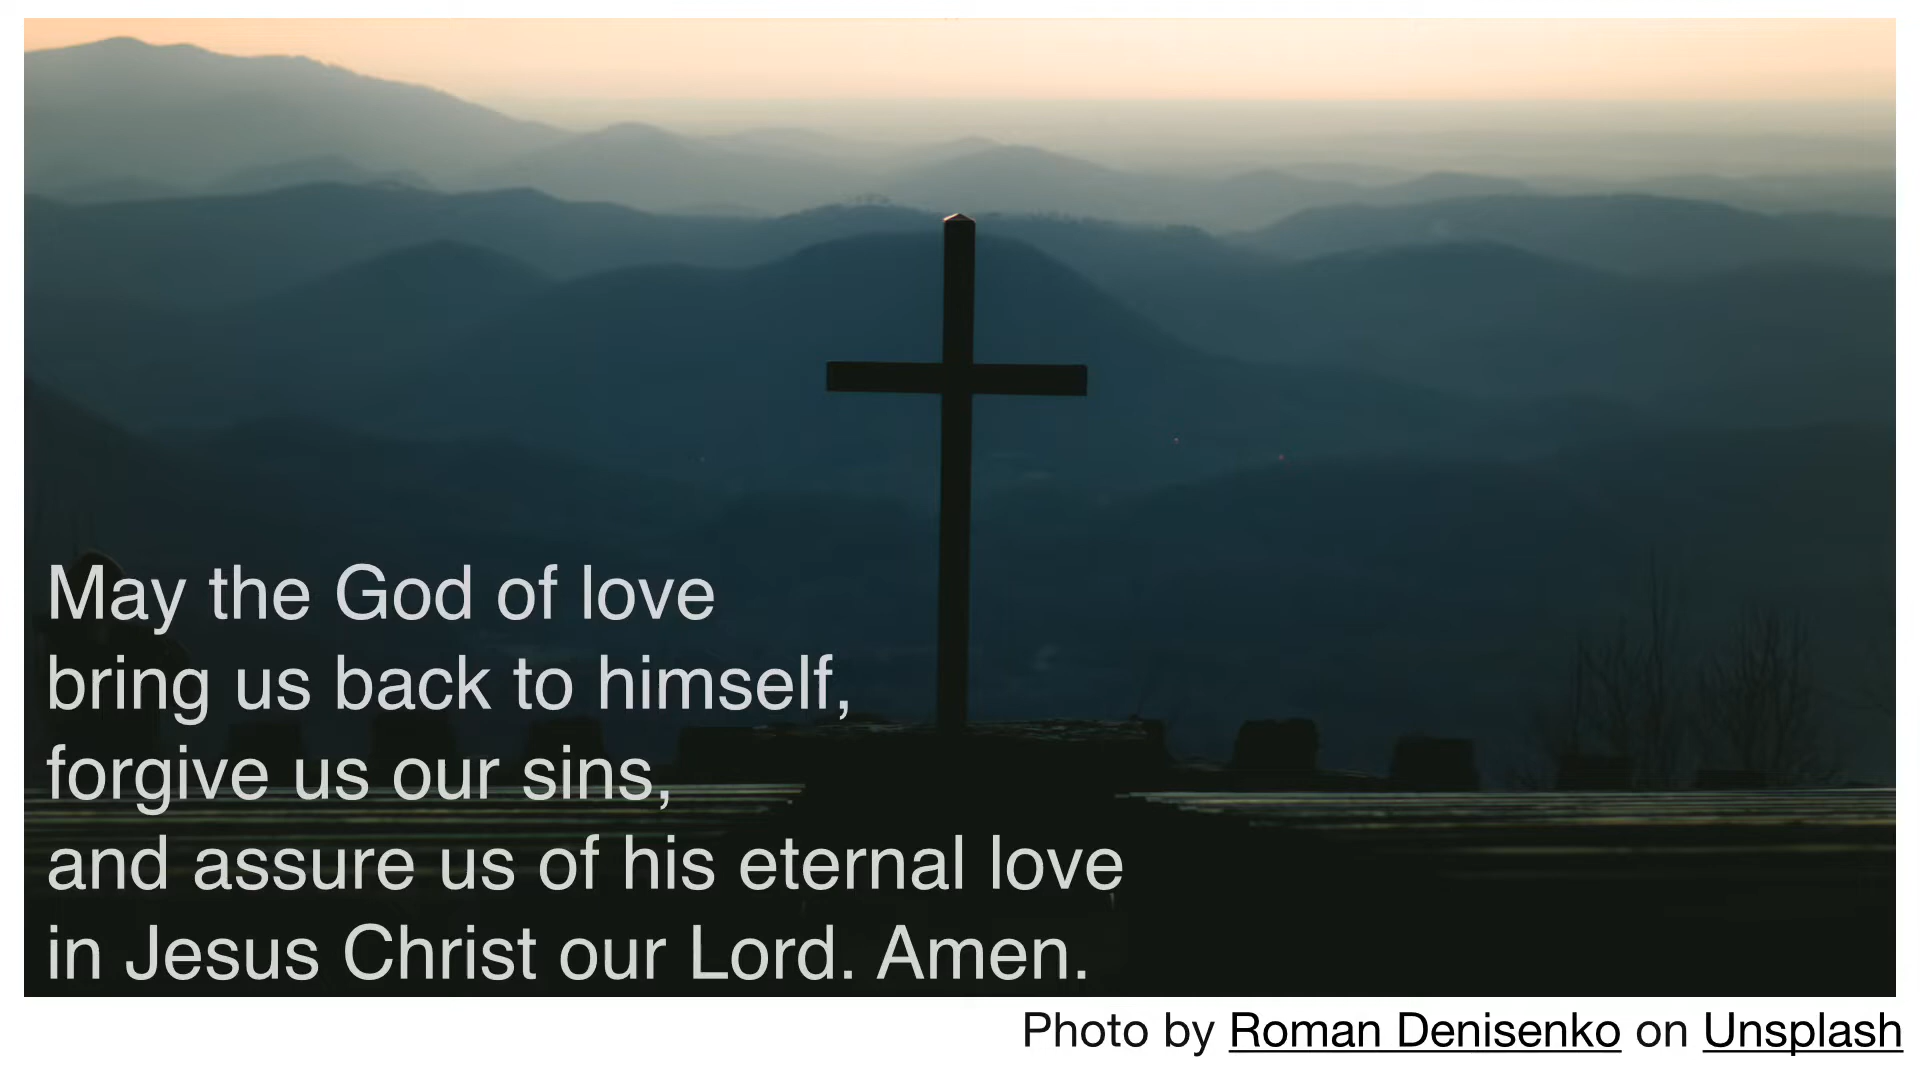 May the God of love
bring us back to himself,
forgive us our sins,
and assure us of his eternal love
in Jesus Christ our Lord. Amen.
Photo by Roman Denisenko on Unsplash